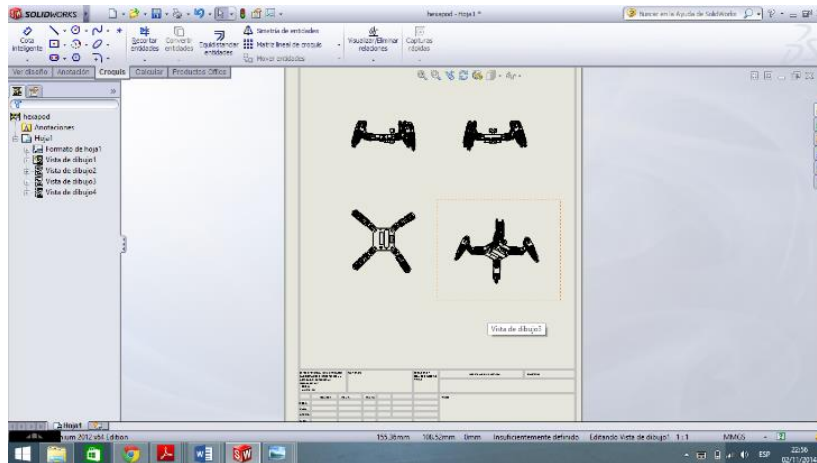 SOLIDWORKS
hexapod - Hoja1 *
Buscar en la Ayuda de SolidWorks
Cota inteligente
Recortar entidades
Convertir entidades
Equidistanciar entidades
Simetría de entidades
Matriz lineal de croquis
Mover entidades
Visualizar/Eliminar relaciones
Capturas rápidas
Ver diseño Anotación Croquis Calcular Productos Office
hexapod
Anotaciones
Hoja1
Formato de hoja1
Vista de dibujo1
Vista de dibujo2
Vista de dibujo3
Vista de dibujo4
Vista de dibujo3
Hoja1
2012 x64 Edition
155.36mm 100.52mm 0mm Insuficientemente definido Editando Vista de dibujo1 1:1 MMGS
ESP
22:56
02/11/2014